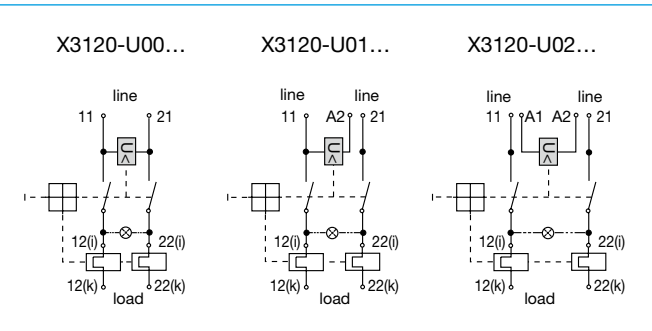 X3120-U00... X3120-U01... X3120-U02...
line line line line line
11 21 11 A2 21 11 A1 A2 21
U< U< U<
12(i) 22(i) 12(i) 22(i) 12(i) 22(i)
12(k) 22(k) 12(k) 22(k) 12(k) 22(k)
load load load